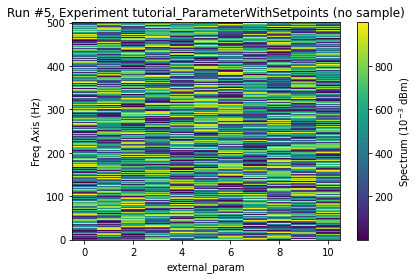 Run #5, Experiment tutorial_ParameterWithSetpoints (no sample)
500
400
300
200
100
0
Freq Axis (Hz)
0 2 4 6 8 10
external_param
800
600
400
200
Spectrum (10⁻³ dBm)